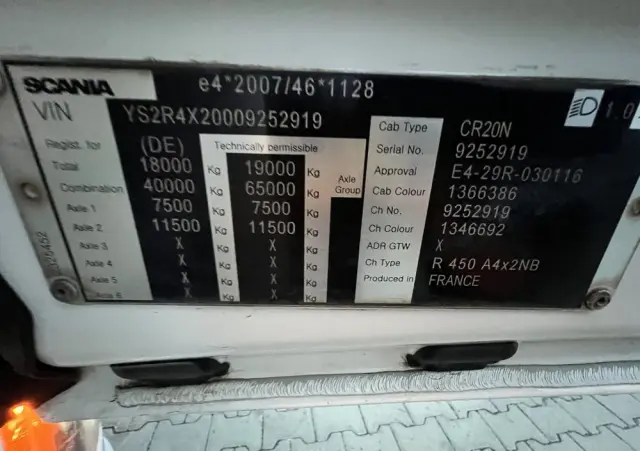 SCANIA e4*2007/46*1128
VIN YS2R4X20009252919
Regist. for (DE) Technically permissible
Total 18000 Kg 19000 Kg Axle Group
Combination 40000 Kg 65000 Kg
Axle 1 7500 Kg 7500 Kg
Axle 2 11500 Kg 11500 Kg
Axle 3 X Kg X Kg
Axle 4 X Kg X Kg
Axle 5 X Kg X Kg
Axle 6 X Kg X Kg
Cab Type CR20N
Serial No. 9252919
Approval E4-29R-030116
Cab Colour 1366386
Ch No. 9252919
Ch Colour 1346692
ADR GTW X
Ch Type R 450 A4x2NB
Produced in FRANCE